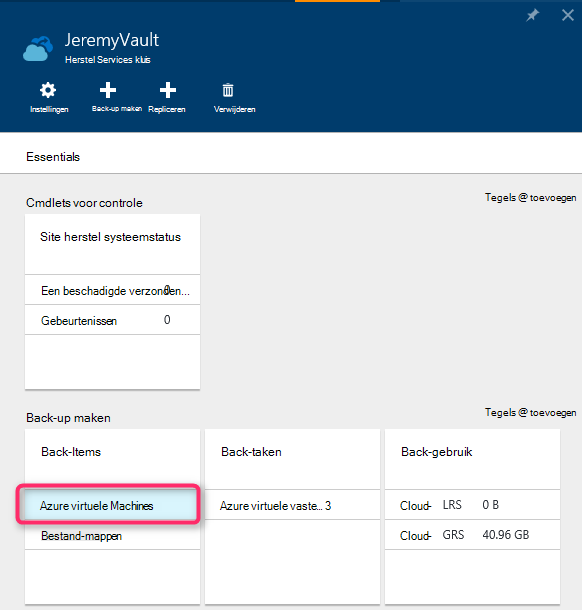 JeremyVault
Herstel Services kluis
Instellingen Back-up maken Repliceren Verwijderen
Essentials
Tegels @ toevoegen
Cmdlets voor controle
Site herstel systeemstatus
Een beschadigde verzonden... 0
Gebeurtenissen 0
Tegels @ toevoegen
Back-up maken
Back-Items Back-taken Back-gebruik
Azure virtuele Machines Azure virtuele vaste... 3 Cloud- LRS 0 B
Bestand-mappen Cloud- GRS 40.96 GB